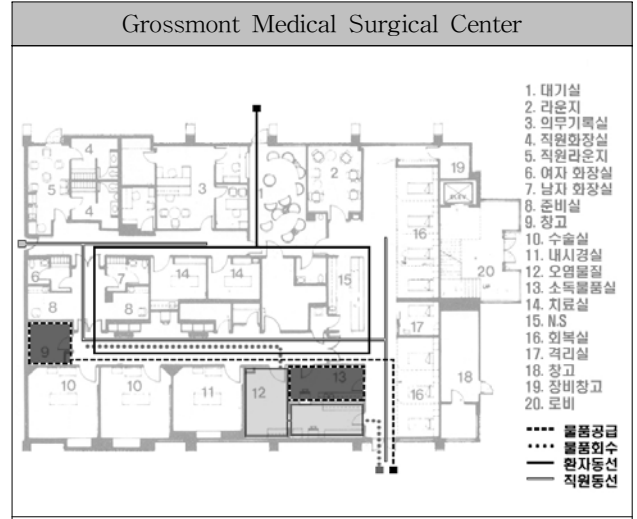 Grossmont Medical Surgical Center
1. 대기실
2. 라운지
3. 의무기록실
4. 직원화장실
5. 직원라운지
6. 여자 화장실
7. 남자 화장실
8. 준비실
9. 창고
10. 수술실
11. 내시경실
12. 오염물질
13. 소독물품실
14. 치료실
15. N.S
16. 회복실
17. 격리실
18. 창고
19. 장비창고
20. 로비
물품공급
물품회수
환자동선
직원동선
4
5
4
3
1
2
19
16
20
6
7
14
14
15
8
8
17
9
10
10
11
12
13
16
18